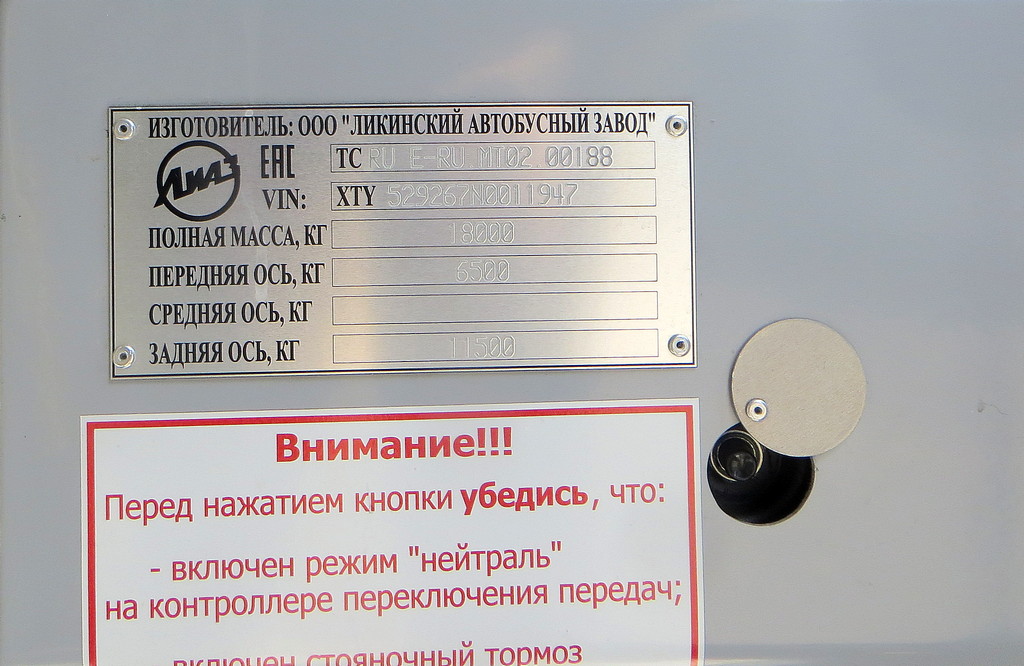 ИЗГОТОВИТЕЛЬ: ООО "ЛИКИНСКИЙ АВТОБУСНЫЙ ЗАВОД"
ЛиАЗ ЕАС ТС RU E-RU.MT02.00188
VIN: XTY 529267N0011947
ПОЛНАЯ МАССА, КГ 18000
ПЕРЕДНЯЯ ОСЬ, КГ 6500
СРЕДНЯЯ ОСЬ, КГ
ЗАДНЯЯ ОСЬ, КГ 11500
Внимание!!!
Перед нажатием кнопки убедись, что:
- включен режим "нейтраль"
на контроллере переключения передач;
включен стояночный тормоз